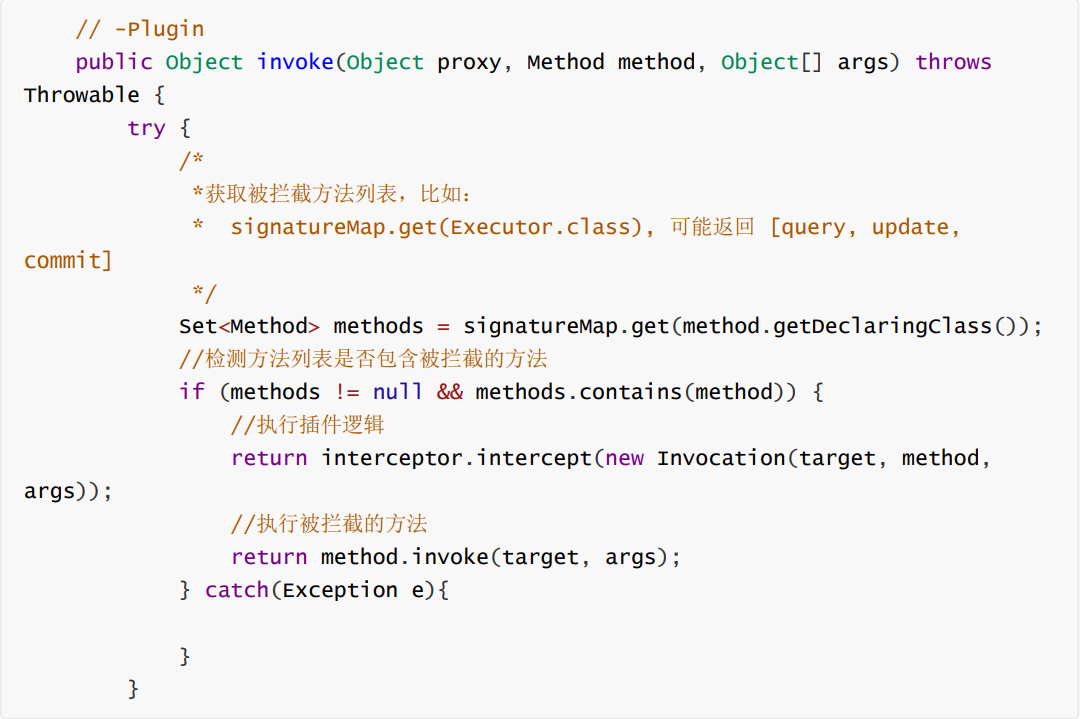 // -Plugin
public Object invoke(Object proxy, Method method, Object[] args) throws
Throwable {
try {
/*
*获取被拦截方法列表，比如：
* signatureMap.get(Executor.class), 可能返回 [query, update,
commit]
*/
Set<Method> methods = signatureMap.get(method.getDeclaringClass());
//检测方法列表是否包含被拦截的方法
if (methods != null && methods.contains(method)) {
//执行插件逻辑
return interceptor.intercept(new Invocation(target, method,
args));
//执行被拦截的方法
return method.invoke(target, args);
} catch(Exception e){
}
}